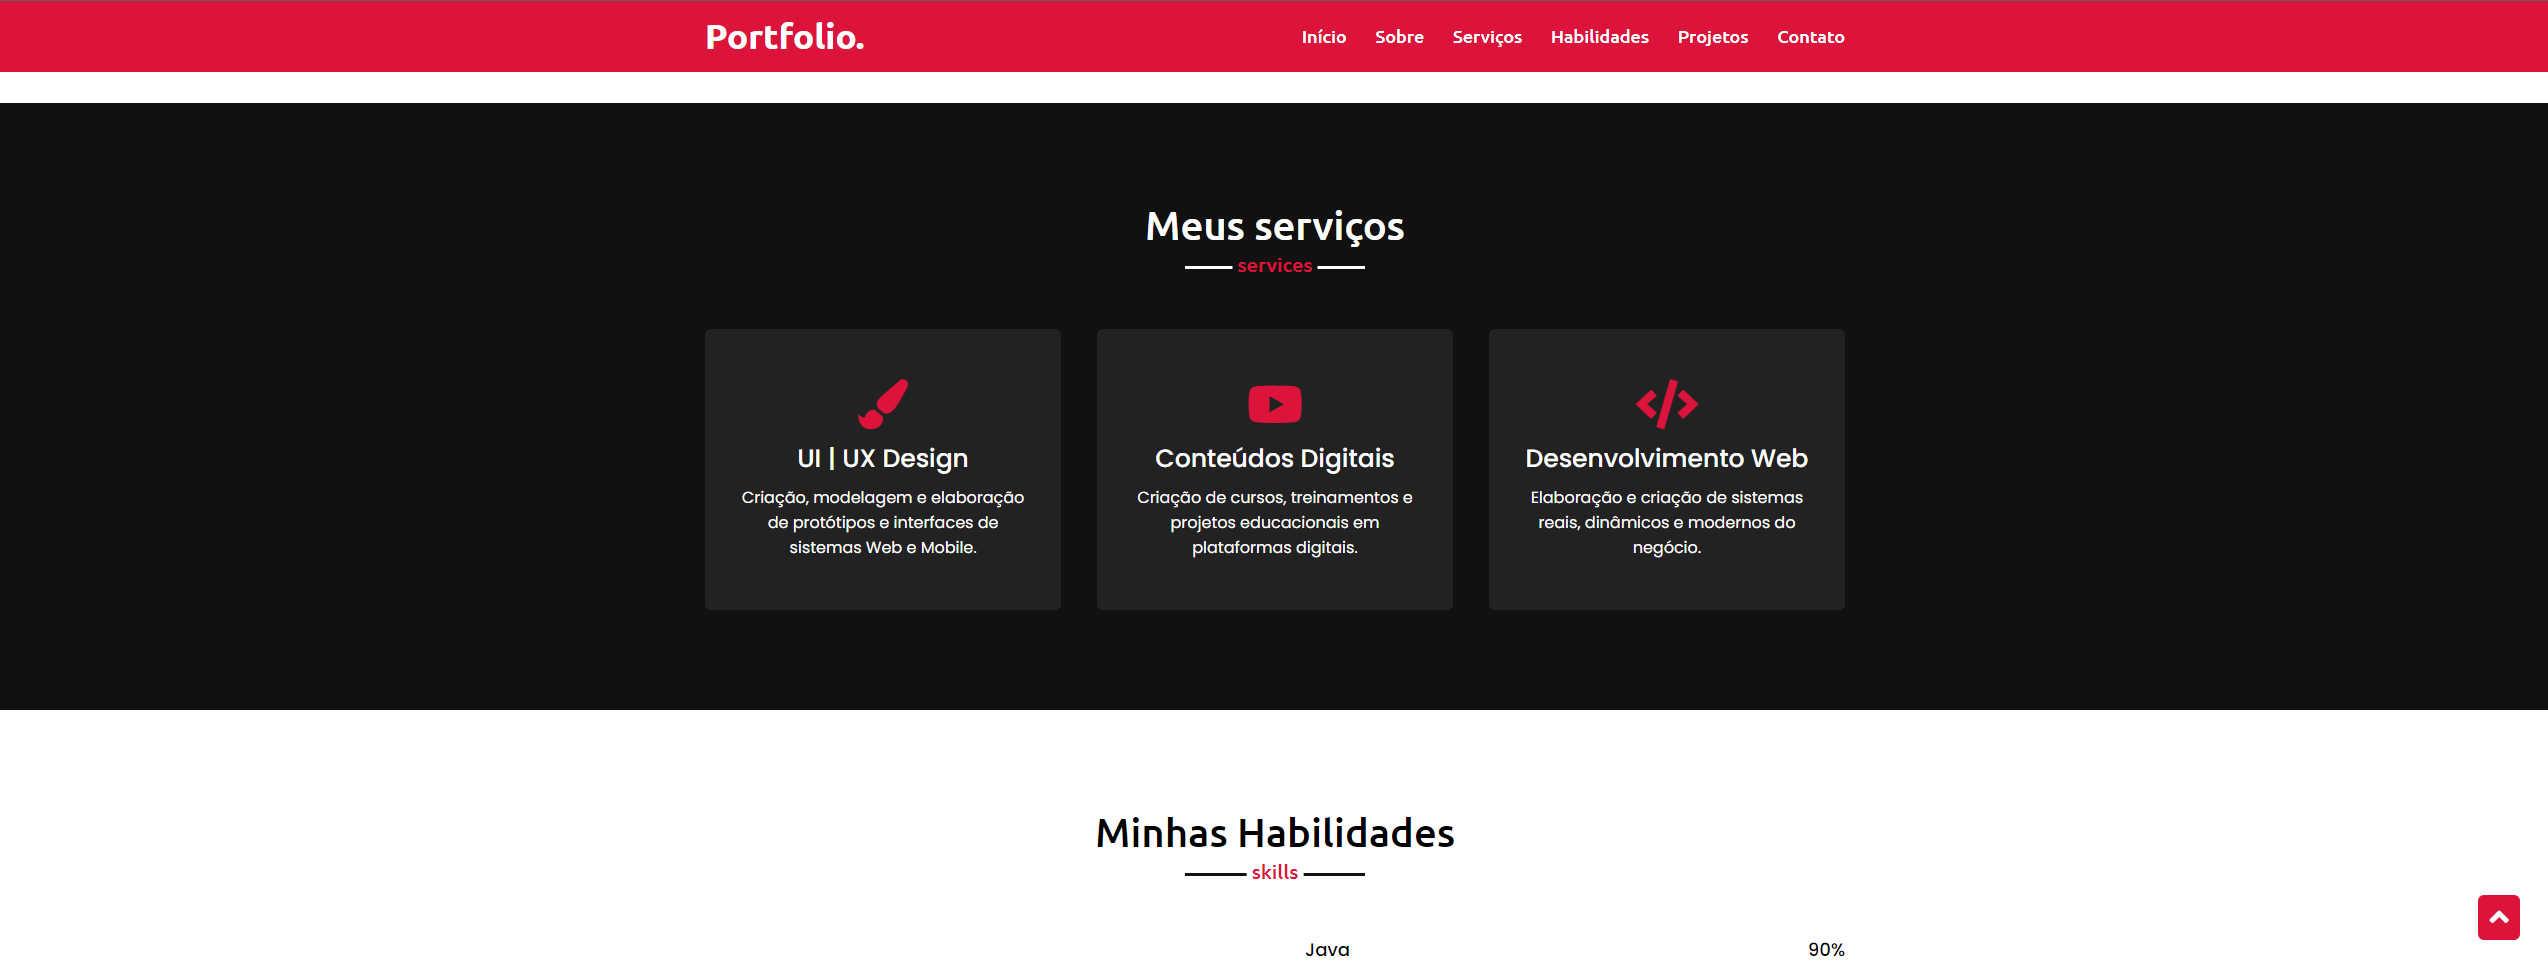 Portfolio.
Início Sobre Serviços Habilidades Projetos Contato
Meus serviços
services
UI | UX Design
Criação, modelagem e elaboração
de protótipos e interfaces de
sistemas Web e Mobile.
Conteúdos Digitais
Criação de cursos, treinamentos e
projetos educacionais em
plataformas digitais.
Desenvolvimento Web
Elaboração e criação de sistemas
reais, dinâmicos e modernos do
negócio.
Minhas Habilidades
skills
Java 90%